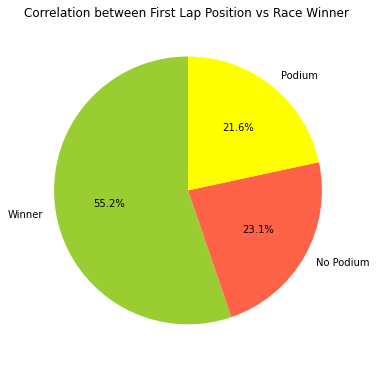 Correlation between First Lap Position vs Race Winner
Podium
21.6%
Winner
55.2%
23.1%
No Podium